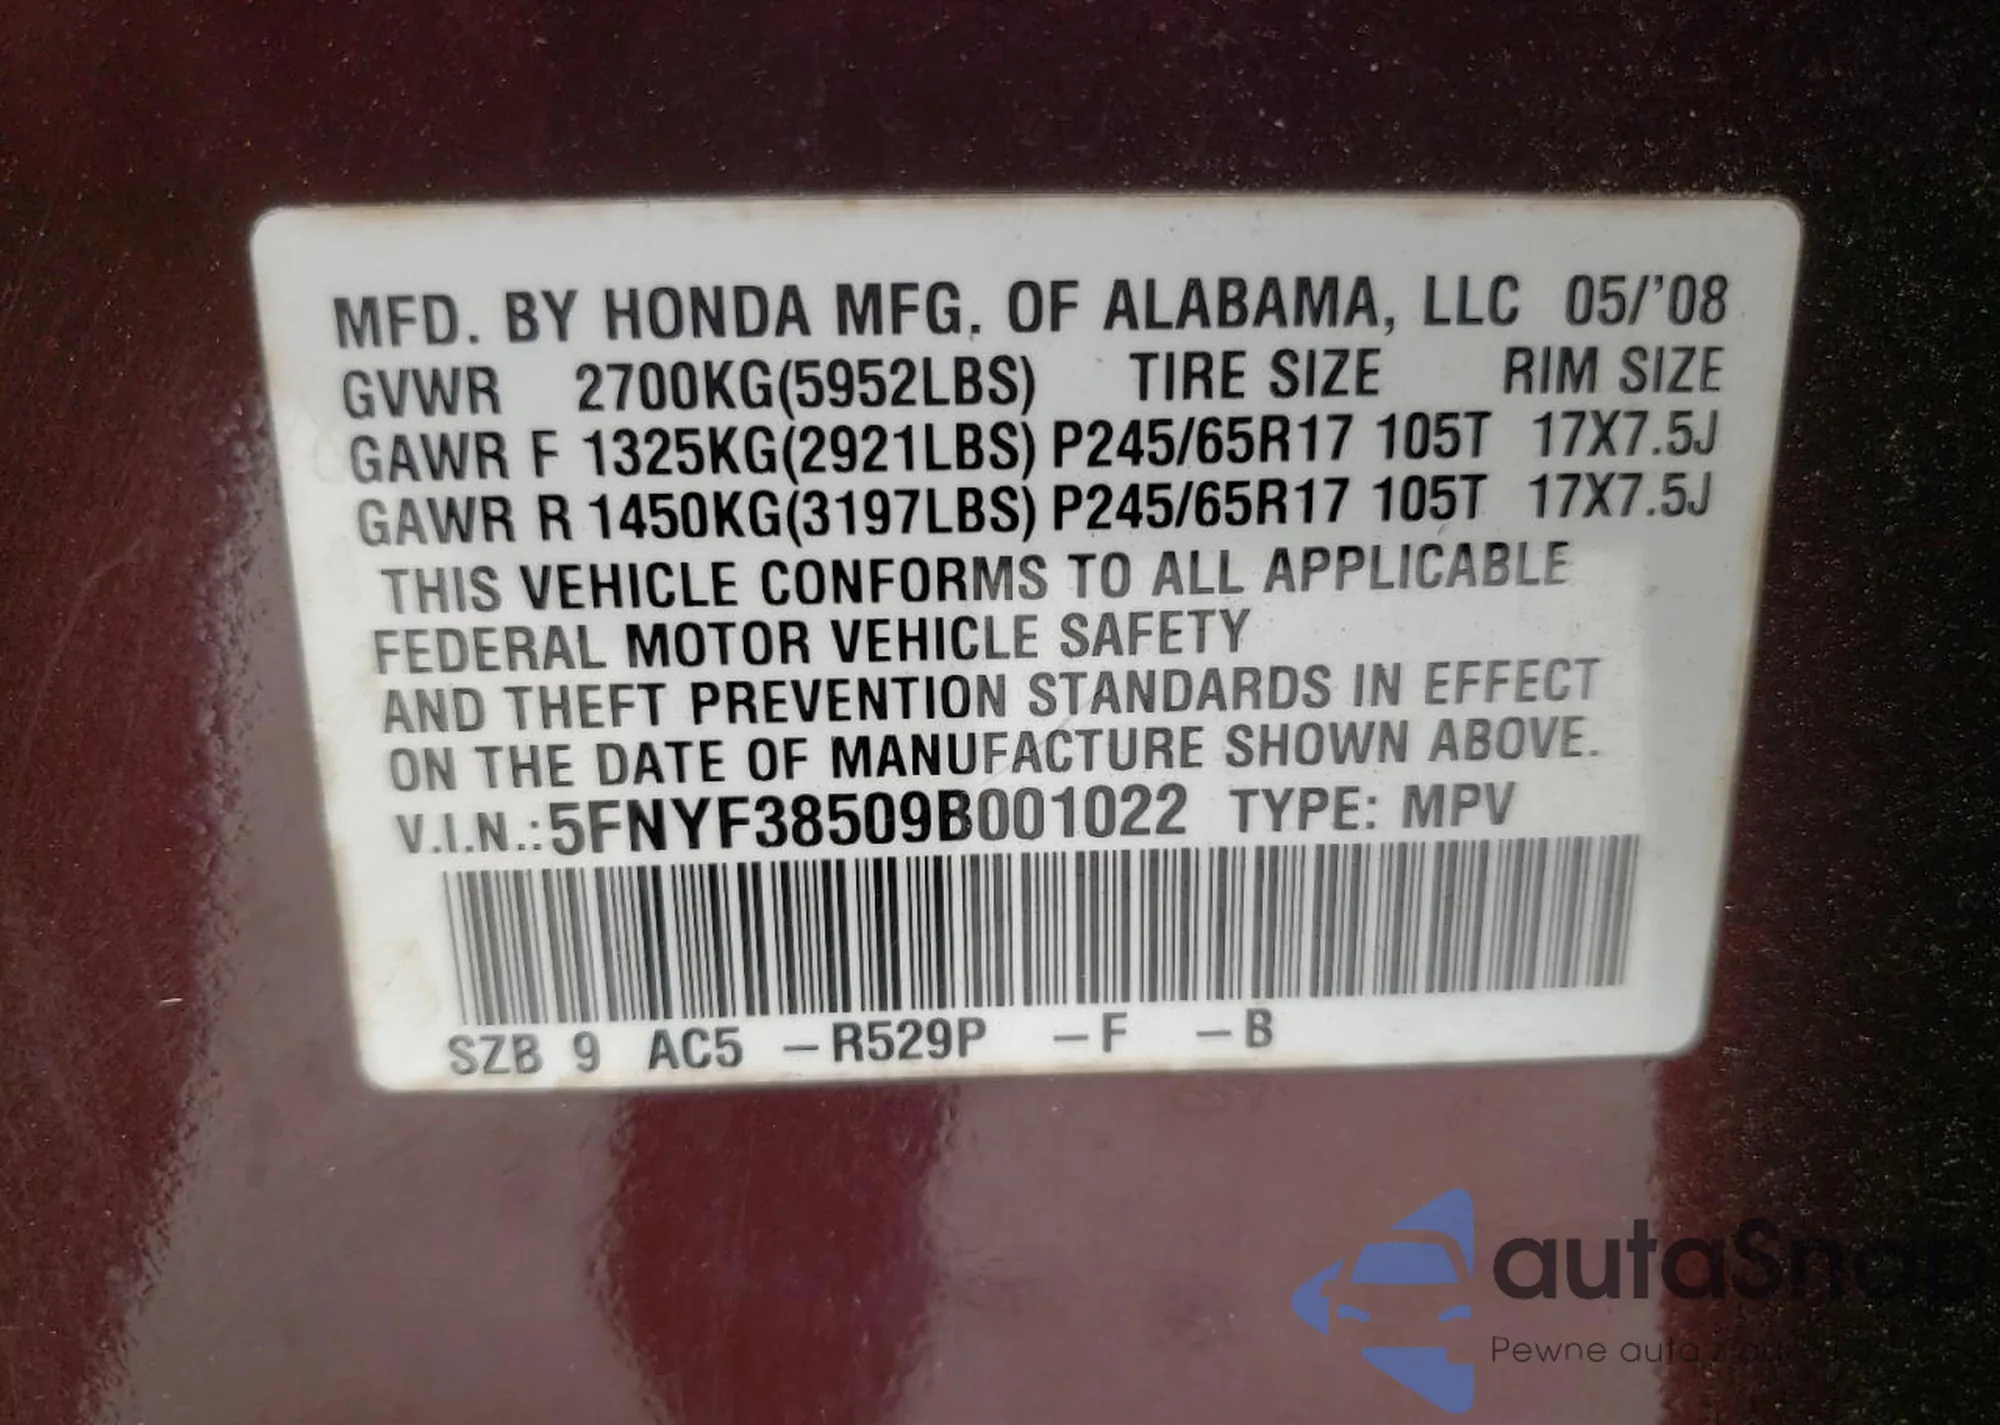 MFD. BY HONDA MFG. OF ALABAMA, LLC 05/'08
GVWR 2700KG(5952LBS) TIRE SIZE RIM SIZE
GAWR F 1325KG(2921LBS) P245/65R17 105T 17X7.5J
GAWR R 1450KG(3197LBS) P245/65R17 105T 17X7.5J
THIS VEHICLE CONFORMS TO ALL APPLICABLE
FEDERAL MOTOR VEHICLE SAFETY
AND THEFT PREVENTION STANDARDS IN EFFECT
ON THE DATE OF MANUFACTURE SHOWN ABOVE.
V.I.N.:5FNYF38509B001022 TYPE: MPV
SZB 9 AC5 –R529P –F –B
autaSnap
Pewne auta z